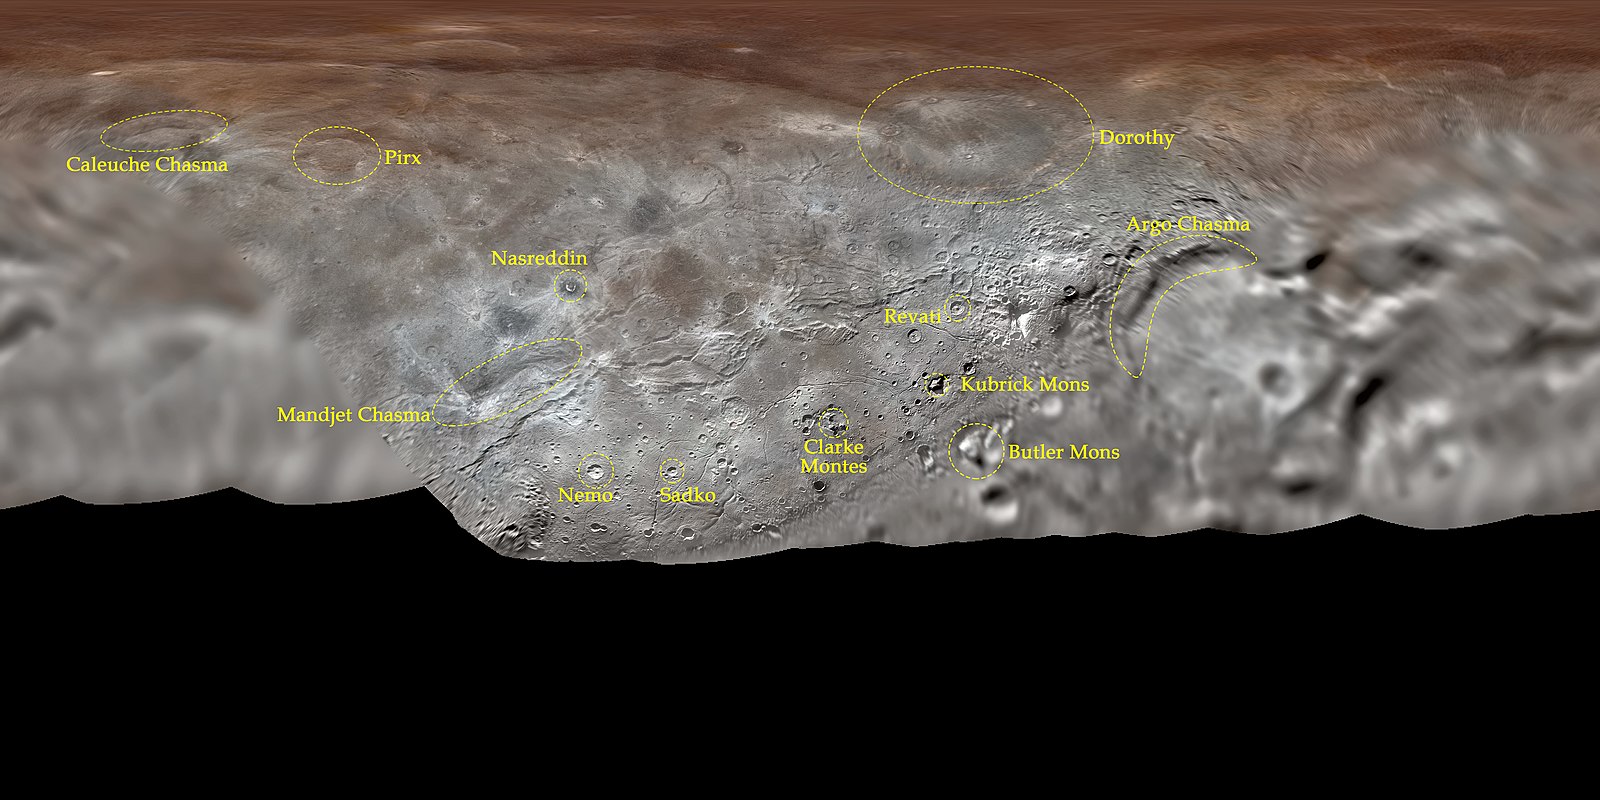 Dorothy
Caleuche Chasma
Pirx
Argo Chasma
Nasreddin
Revati
Kubrick Mons
Mandjet Chasma
Clarke
Montes
Butler Mons
Nemo
Sadko